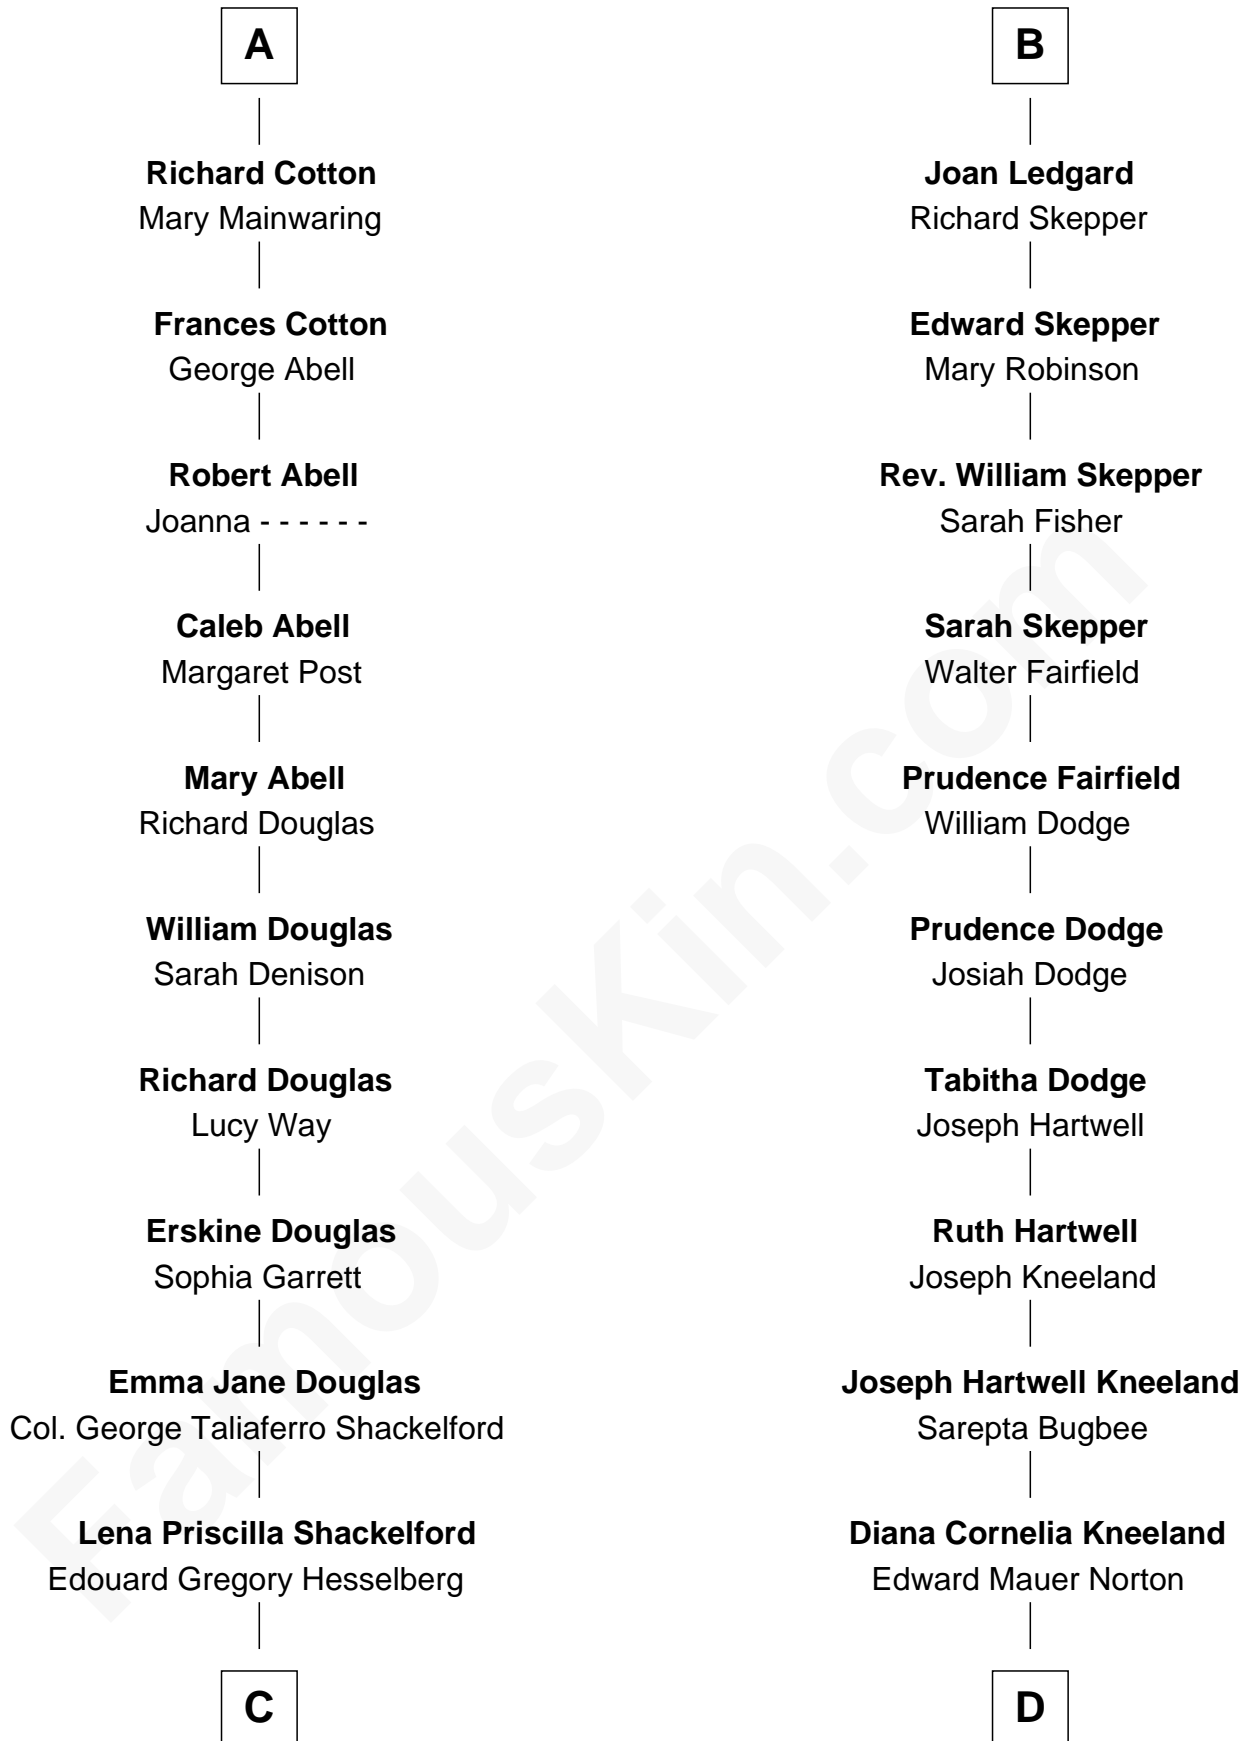 A
Richard Cotton
Mary Mainwaring
Frances Cotton
George Abell
Robert Abell
Joanna - - - - - -
Caleb Abell
Margaret Post
Mary Abell
Richard Douglas
William Douglas
Sarah Denison
Richard Douglas
Lucy Way
Erskine Douglas
Sophia Garrett
Emma Jane Douglas
Col. George Taliaferro Shackelford
Lena Priscilla Shackelford
Edouard Gregory Hesselberg
C
B
Joan Ledgard
Richard Skepper
Edward Skepper
Mary Robinson
Rev. William Skepper
Sarah Fisher
Sarah Skepper
Walter Fairfield
Prudence Fairfield
William Dodge
Prudence Dodge
Josiah Dodge
Tabitha Dodge
Joseph Hartwell
Ruth Hartwell
Joseph Kneeland
Joseph Hartwell Kneeland
Sarepta Bugbee
Diana Cornelia Kneeland
Edward Mauer Norton
D
FamousKin.com